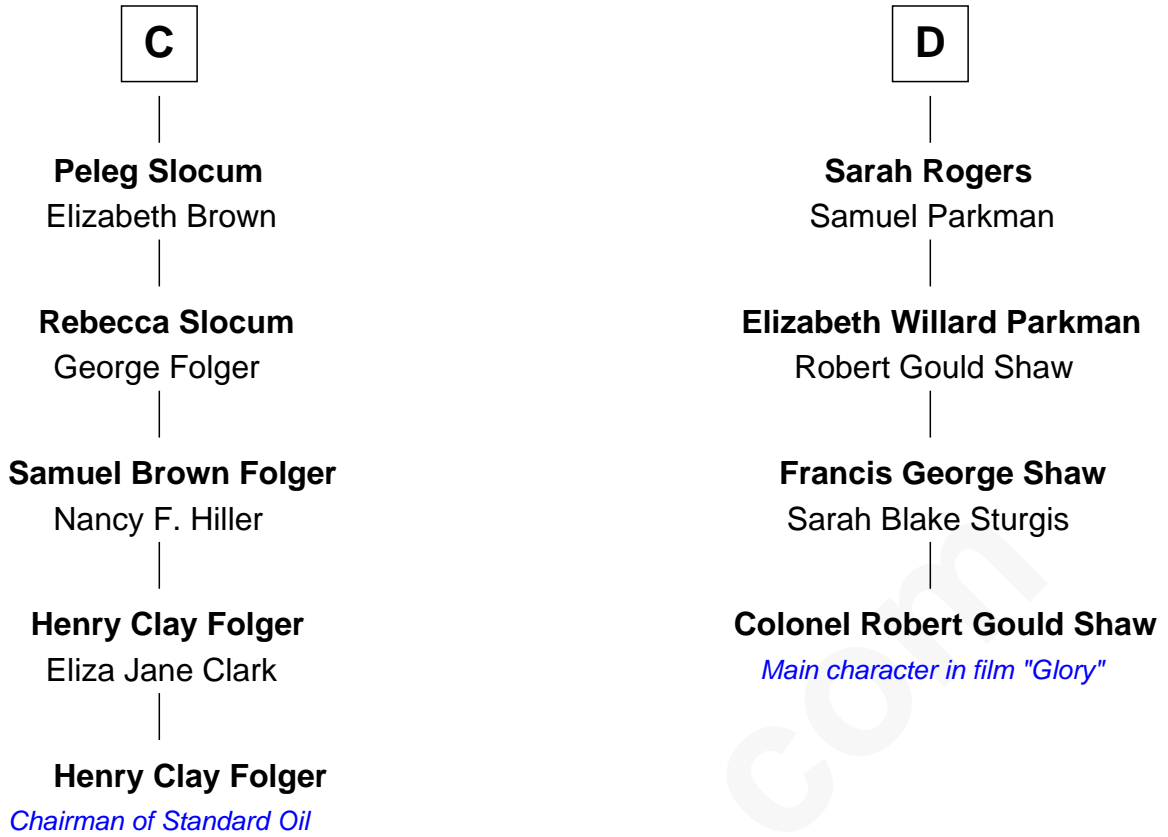 C
Peleg Slocum
Elizabeth Brown
Rebecca Slocum
George Folger
Samuel Brown Folger
Nancy F. Hiller
Henry Clay Folger
Eliza Jane Clark
Henry Clay Folger
Chairman of Standard Oil
D
Sarah Rogers
Samuel Parkman
Elizabeth Willard Parkman
Robert Gould Shaw
Francis George Shaw
Sarah Blake Sturgis
Colonel Robert Gould Shaw
Main character in film "Glory"
com